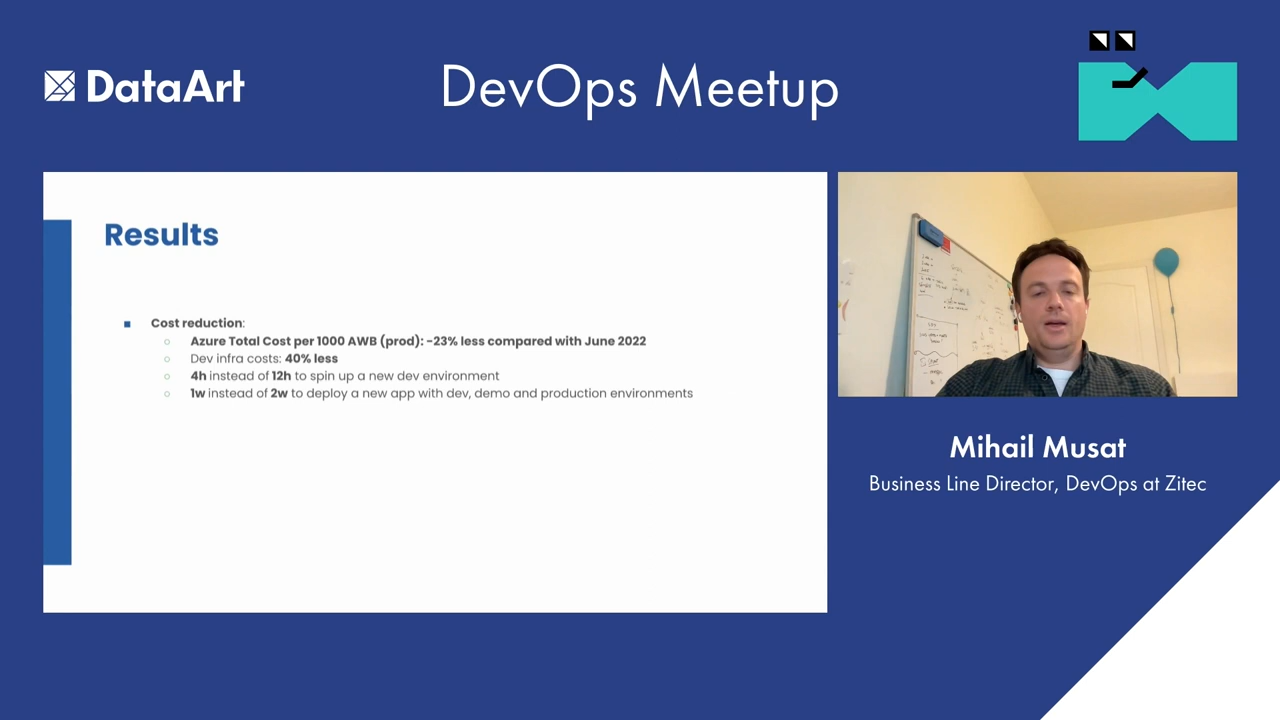 DataArt
DevOps Meetup
Results
Cost reduction:
Azure Total Cost per 1000 AWB (prod): -23% less compared with June 2022
Dev infra costs: 40% less
4h instead of 12h to spin up a new dev environment
1w instead of 2w to deploy a new app with dev, demo and production environments
Mihail Musat
Business Line Director, DevOps at Zitec